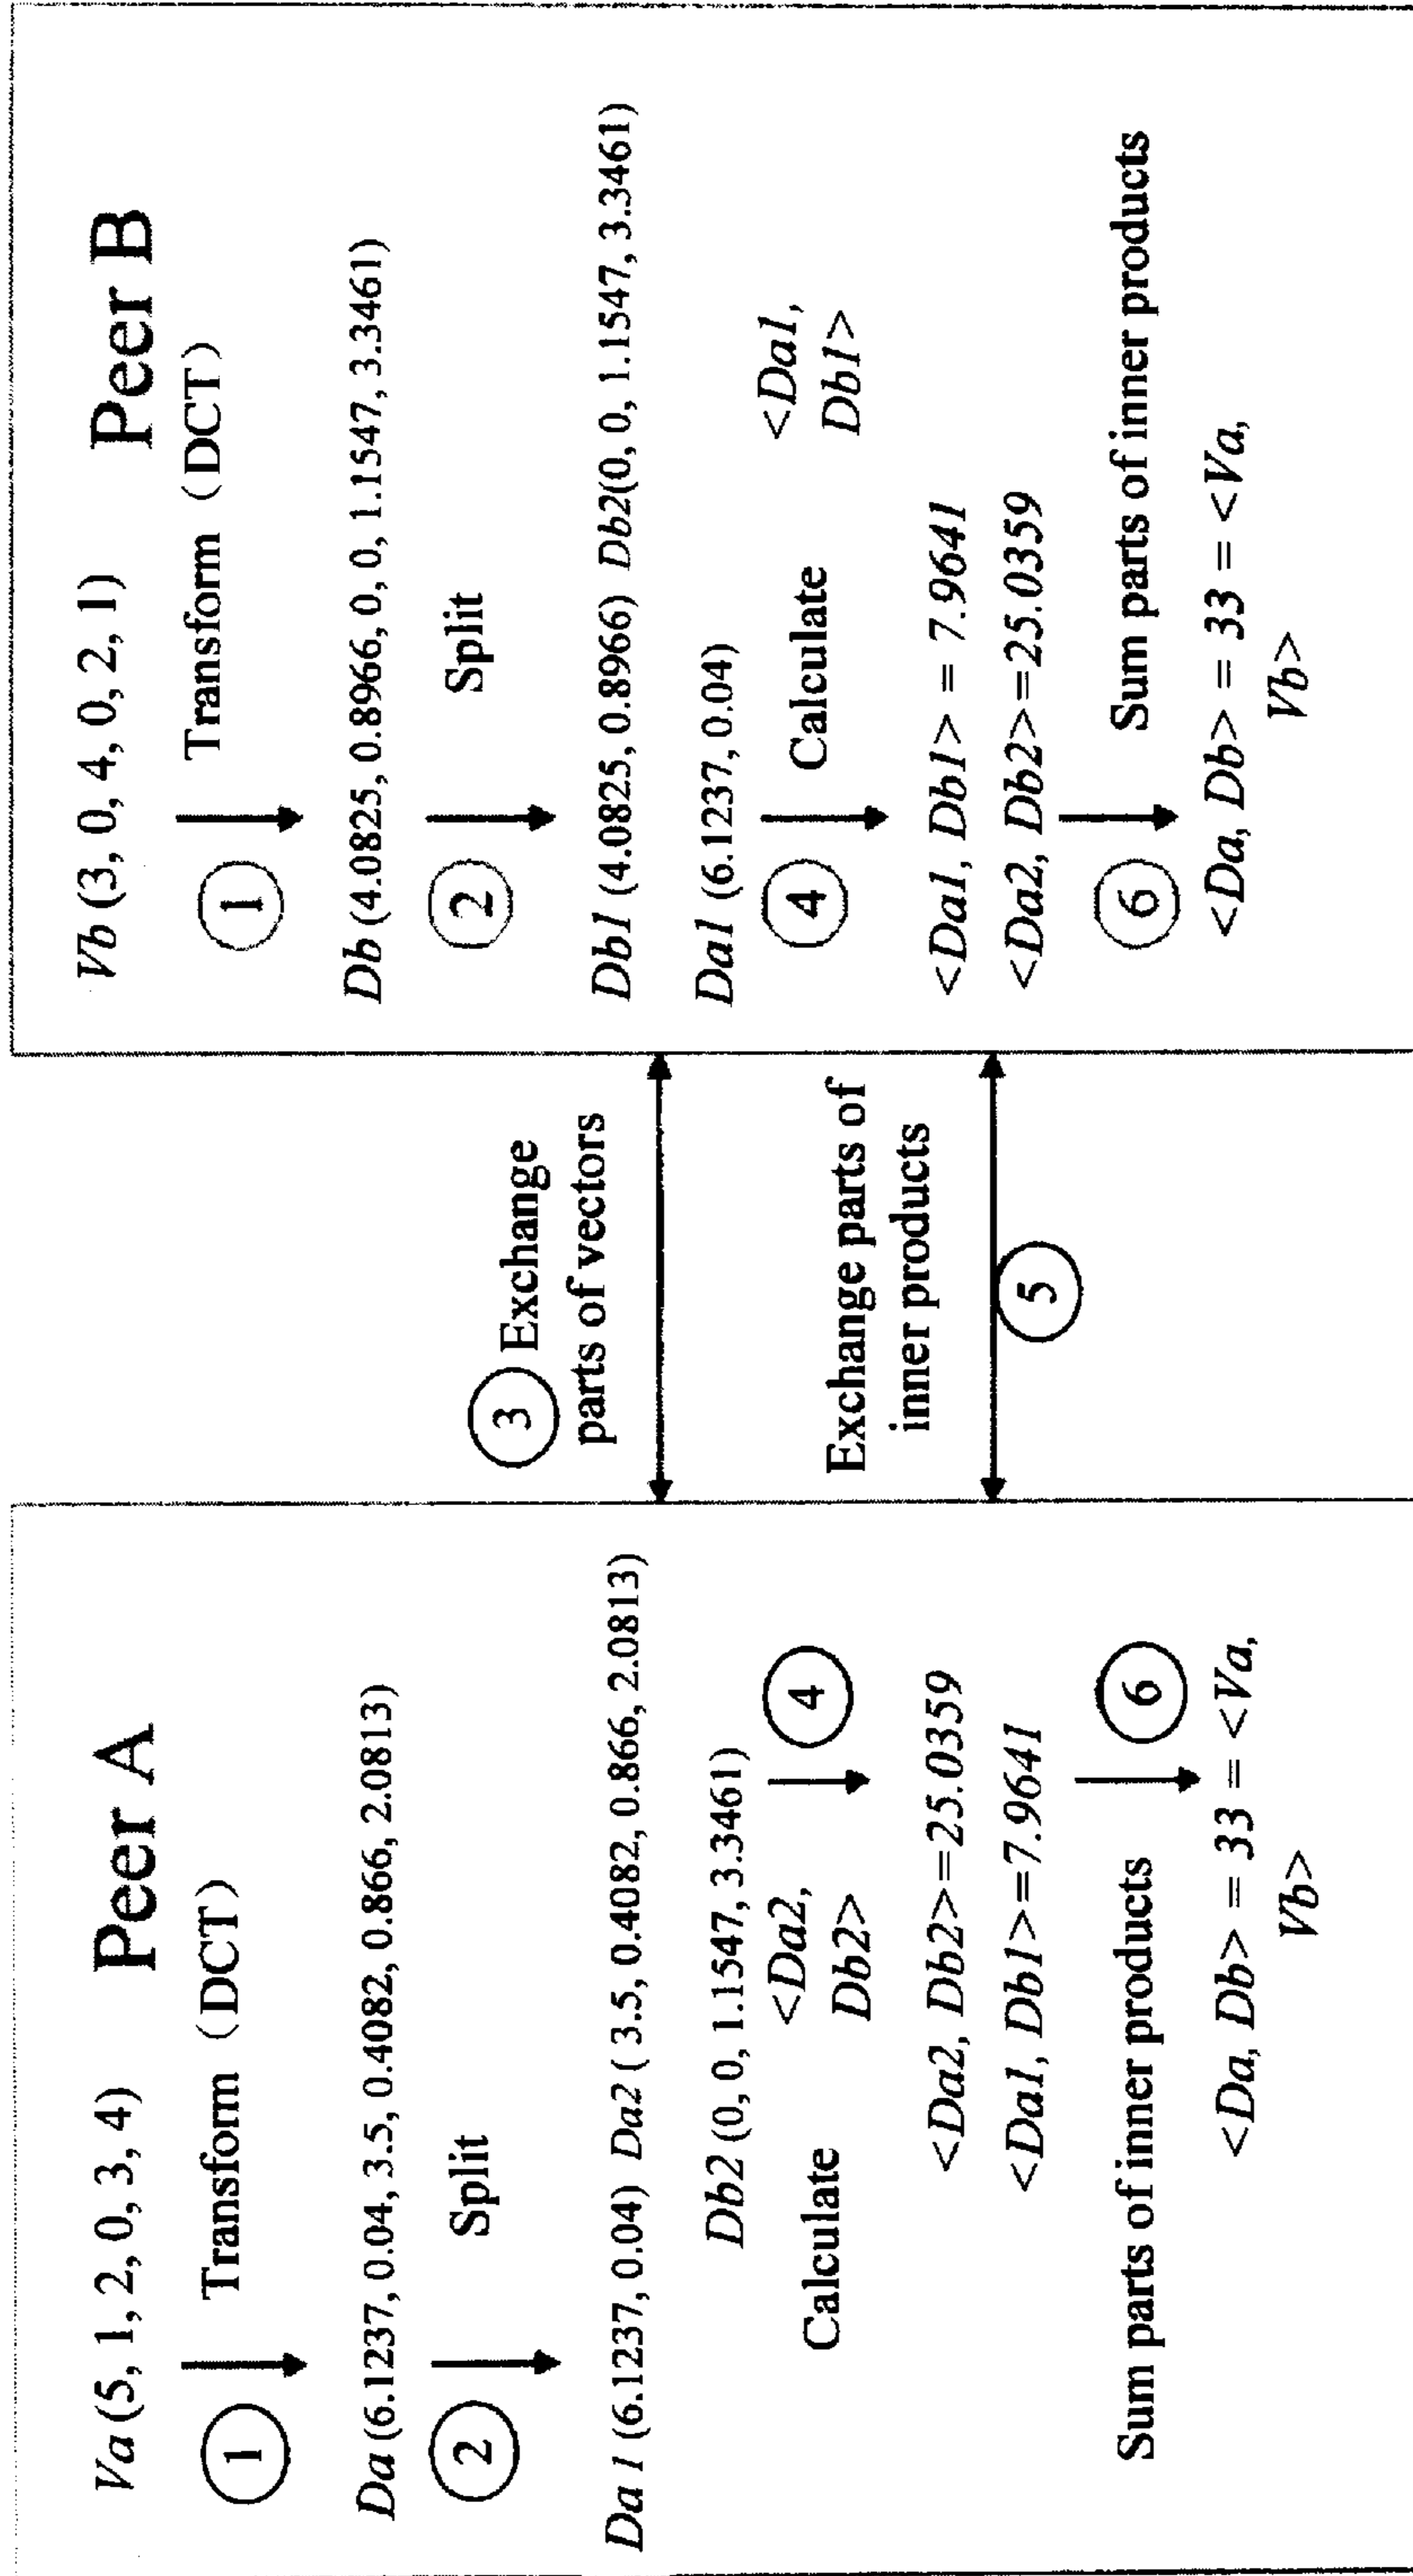 Va (5, 1, 2, 0, 3, 4) Peer A
1 Transform (DCT)
Da (6.1237, 0.04, 3.5, 0.4082, 0.866, 2.0813)
2 Split
Da 1 (6.1237, 0.04) Da2 ( 3.5, 0.4082, 0.866, 2.0813)
Db2 (0, 0, 1.1547, 3.3461)
Calculate <Da2, 4
Db2>
<Da2, Db2>=25.0359
<Da1, Db1>=7.9641
Sum parts of inner products 6
<Da, Db> = 33 = <Va,
Vb>
3 Exchange
parts of vectors
Exchange parts of
inner products
5
Vb (3, 0, 4, 0, 2, 1) Peer B
1 Transform (DCT)
Db (4.0825, 0.8966, 0, 0, 1.1547, 3.3461)
2 Split
Db1 (4.0825, 0.8966) Db2(0, 0, 1.1547, 3.3461)
Da1 (6.1237, 0.04)
4 Calculate <Da1,
Db1>
<Da1, Db1> = 7.9641
<Da2, Db2>=25.0359
6 Sum parts of inner products
<Da, Db> = 33 = <Va,
Vb>